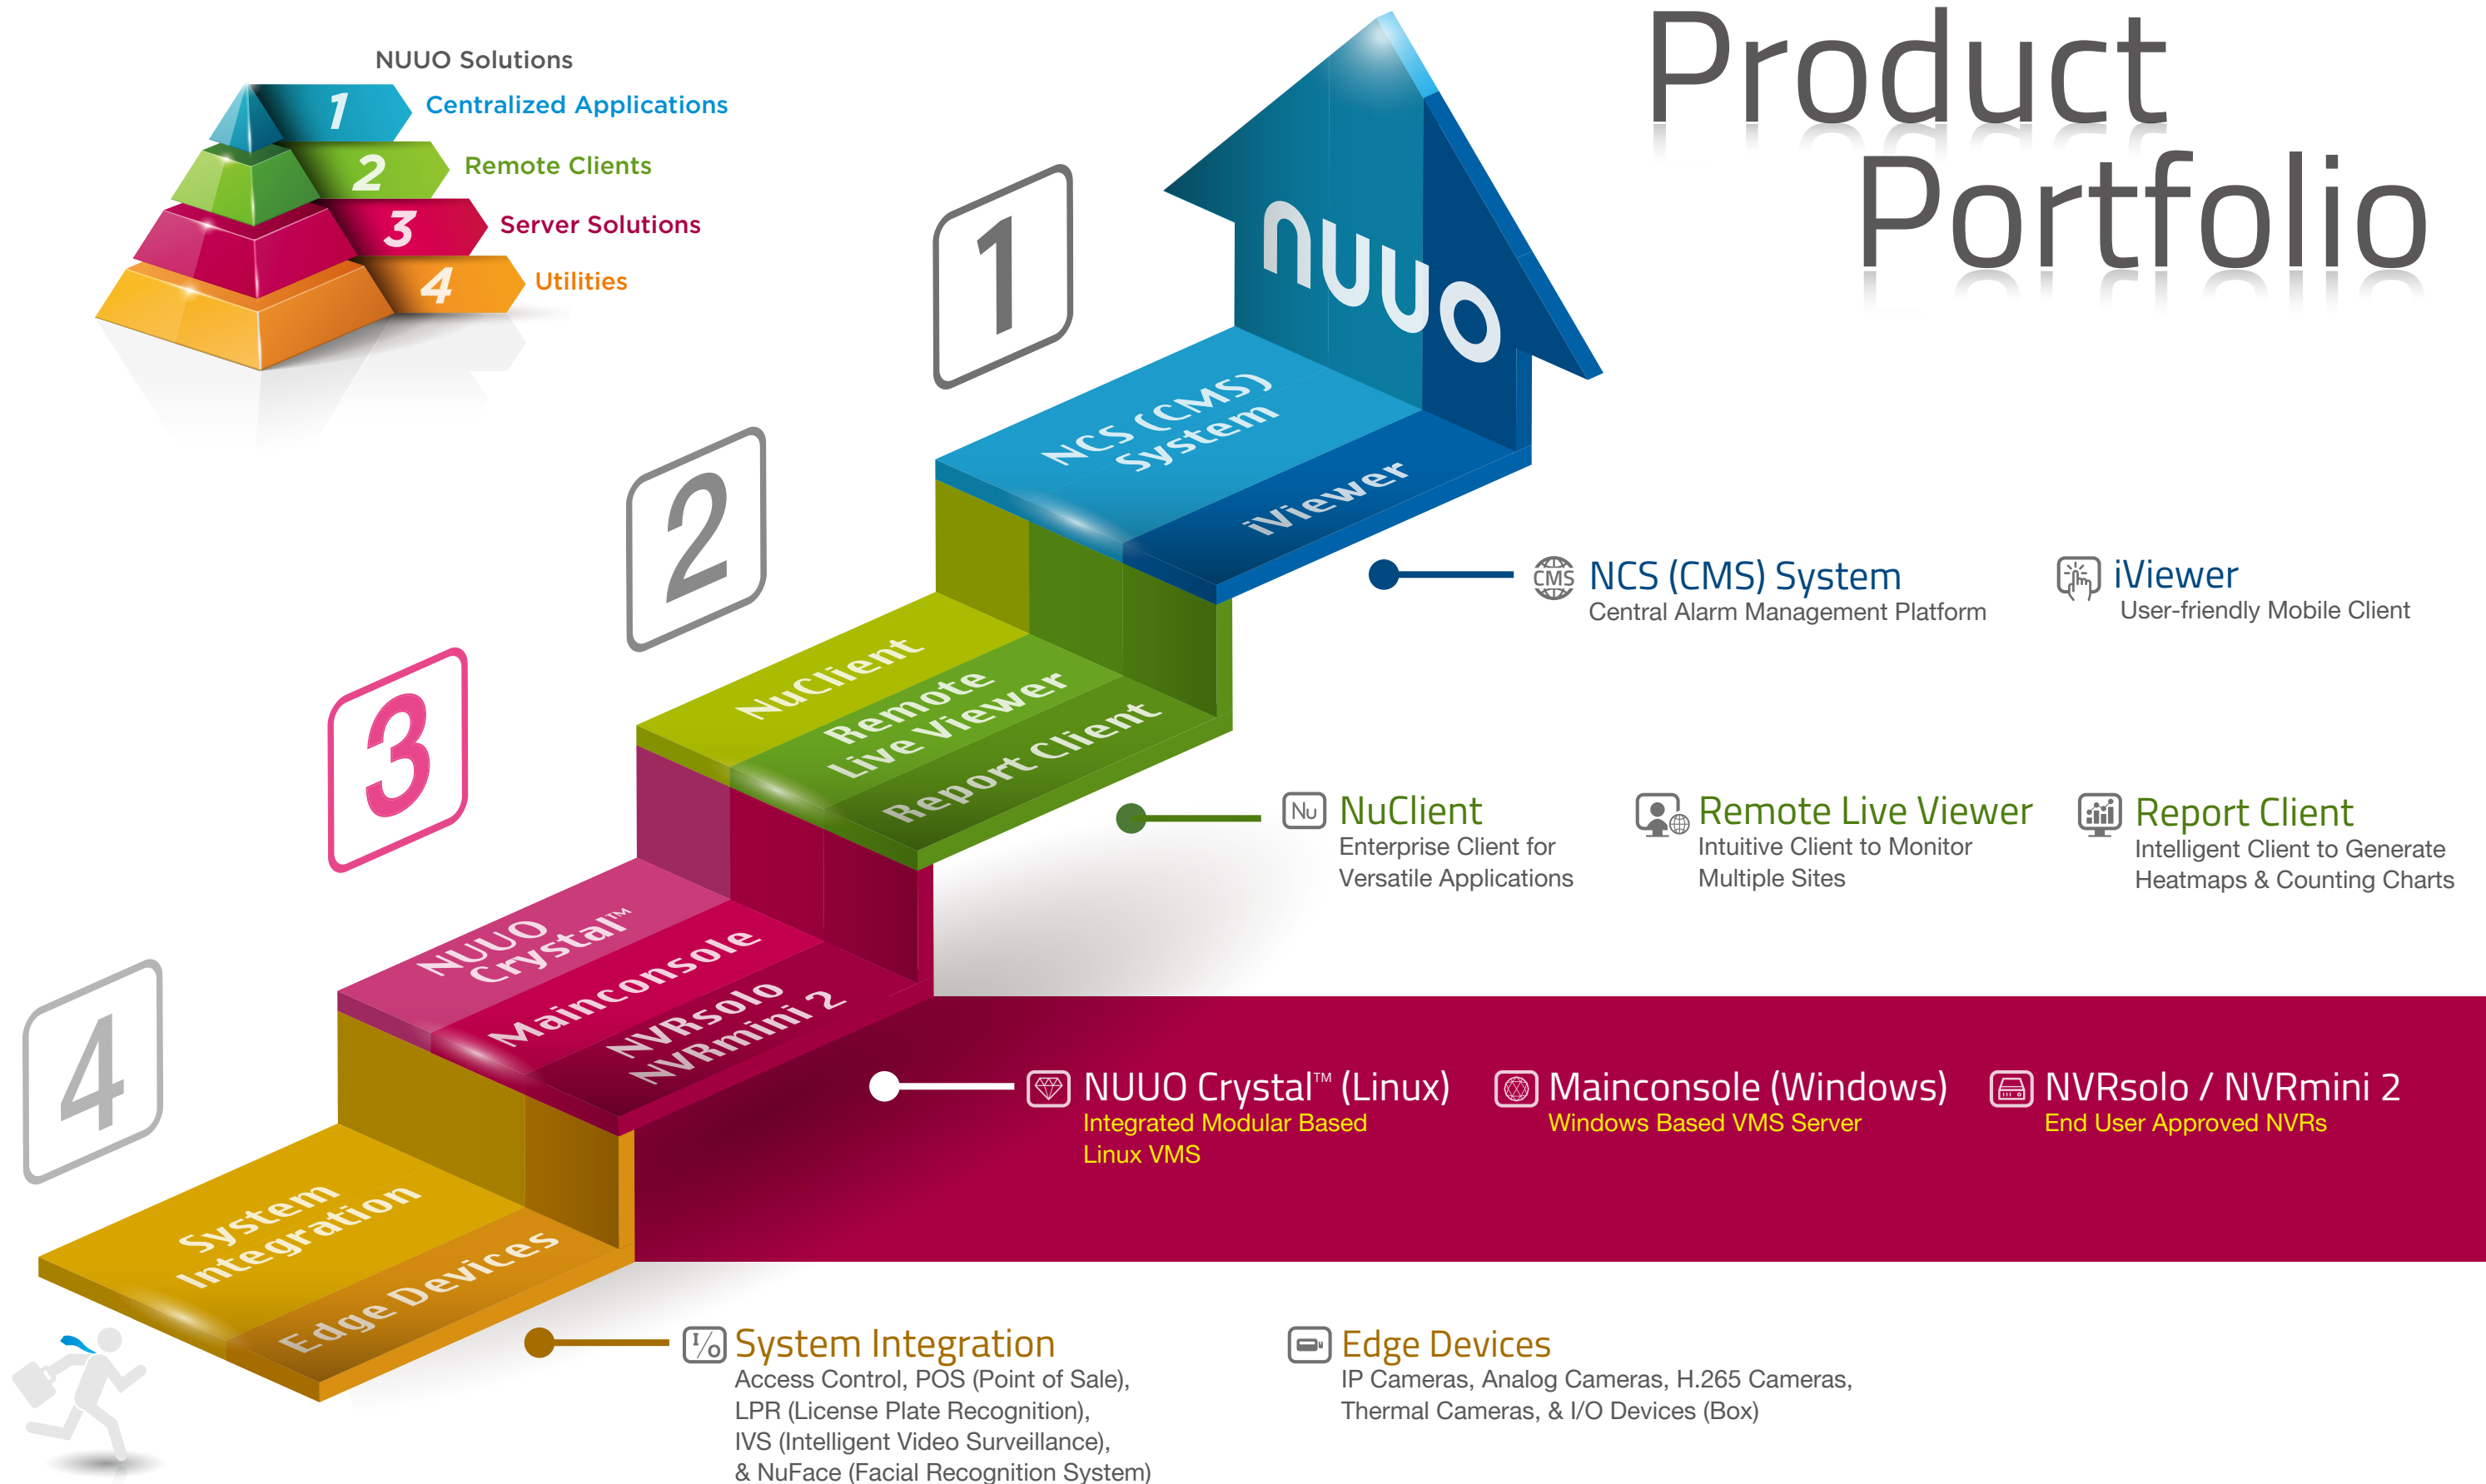 Product
Portfolio
NUUO Solutions
1 Centralized Applications
2 Remote Clients
3 Server Solutions
4 Utilities
1
nuuo
NCS (CMS)
System
iViewer
2
NuClient
Remote
Live Viewer
Report Client
3
NUUO
Crystal™
Mainconsole
NVRsolo
NVRmini 2
4
System
Integration
Edge Devices
CMS
NCS (CMS) System
Central Alarm Management Platform
iViewer
User-friendly Mobile Client
Nu
NuClient
Enterprise Client for
Versatile Applications
Remote Live Viewer
Intuitive Client to Monitor
Multiple Sites
Report Client
Intelligent Client to Generate
Heatmaps & Counting Charts
NUUO Crystal™ (Linux)
Integrated Modular Based
Linux VMS
Mainconsole (Windows)
Windows Based VMS Server
NVRsolo / NVRmini 2
End User Approved NVRs
I/O
System Integration
Access Control, POS (Point of Sale),
LPR (License Plate Recognition),
IVS (Intelligent Video Surveillance),
& NuFace (Facial Recognition System)
Edge Devices
IP Cameras, Analog Cameras, H.265 Cameras,
Thermal Cameras, & I/O Devices (Box)